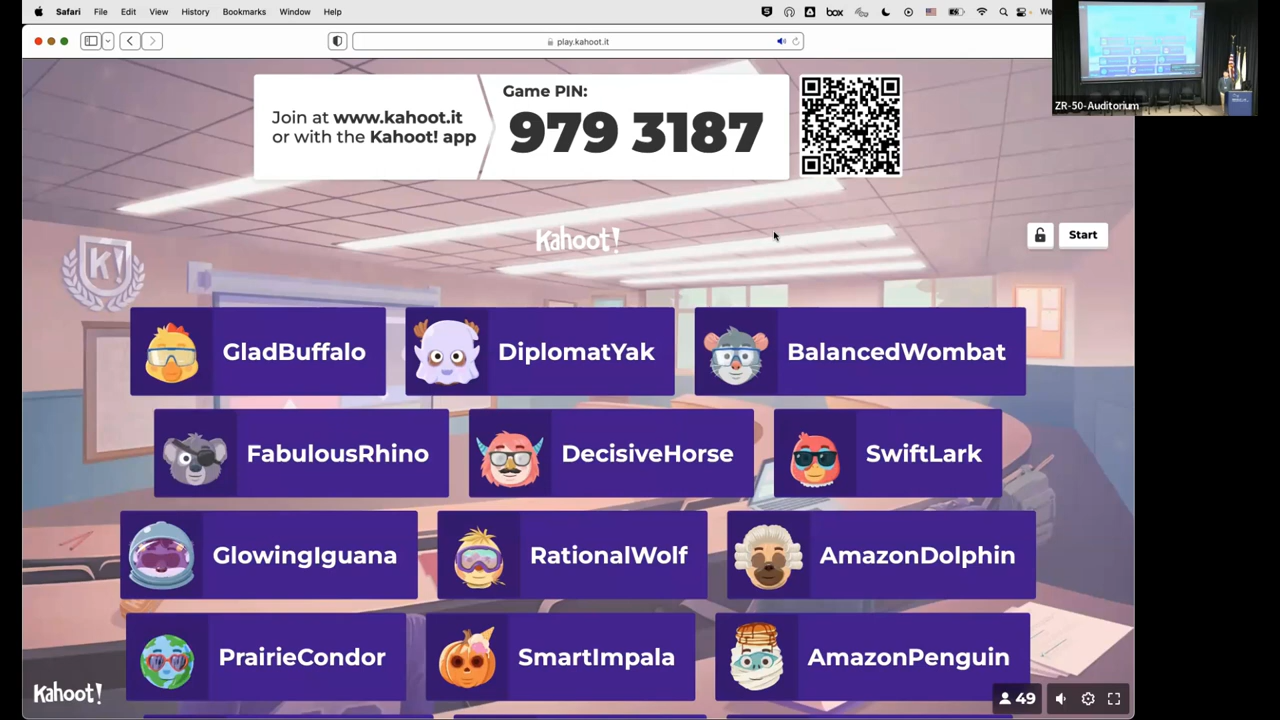 Safari File Edit View History Bookmarks Window Help
box
We
play.kahoot.it
ZR-50-Auditorium
Join at www.kahoot.it
or with the Kahoot! app
Game PIN:
979 3187
Kahoot!
Start
K!
GladBuffalo
DiplomatYak
BalancedWombat
FabulousRhino
DecisiveHorse
SwiftLark
GlowingIguana
RationalWolf
AmazonDolphin
PrairieCondor
SmartImpala
AmazonPenguin
Kahoot!
49